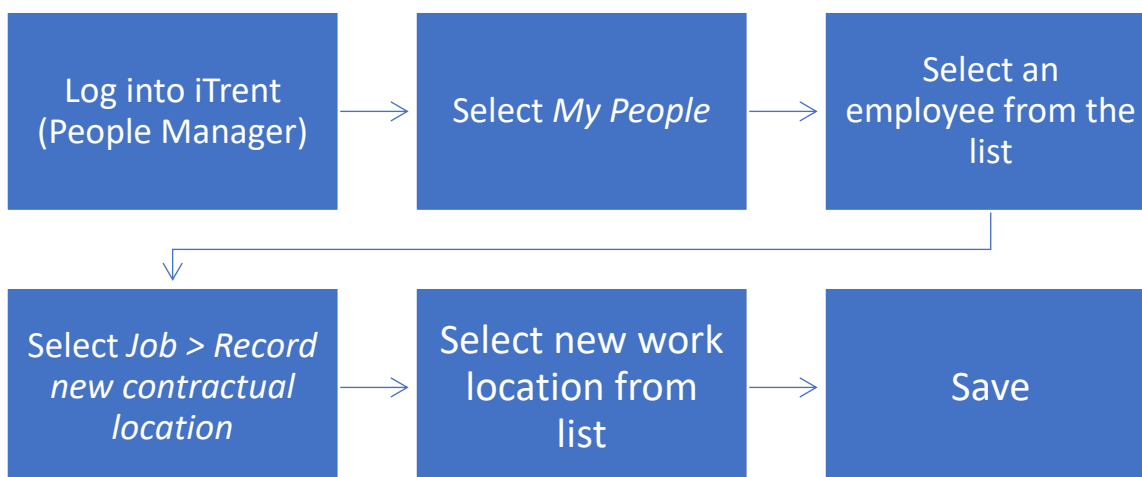 Log into iTrent
(People Manager)
Select My People
Select an
employee from the
list
Select Job > Record
new contractual
location
Select new work
location from
list
Save